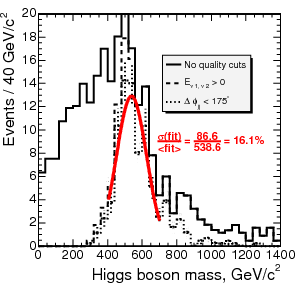 Events / 40 GeV/c²
20
18
16
14
12
10
8
6
4
2
0
No quality cuts
E_ν1, ν2 > 0
Δ ϕ_jj < 175°
σ(fit) / <fit> = 86.6 / 538.6 = 16.1%
0 200 400 600 800 1000 1200 1400
Higgs boson mass, GeV/c²